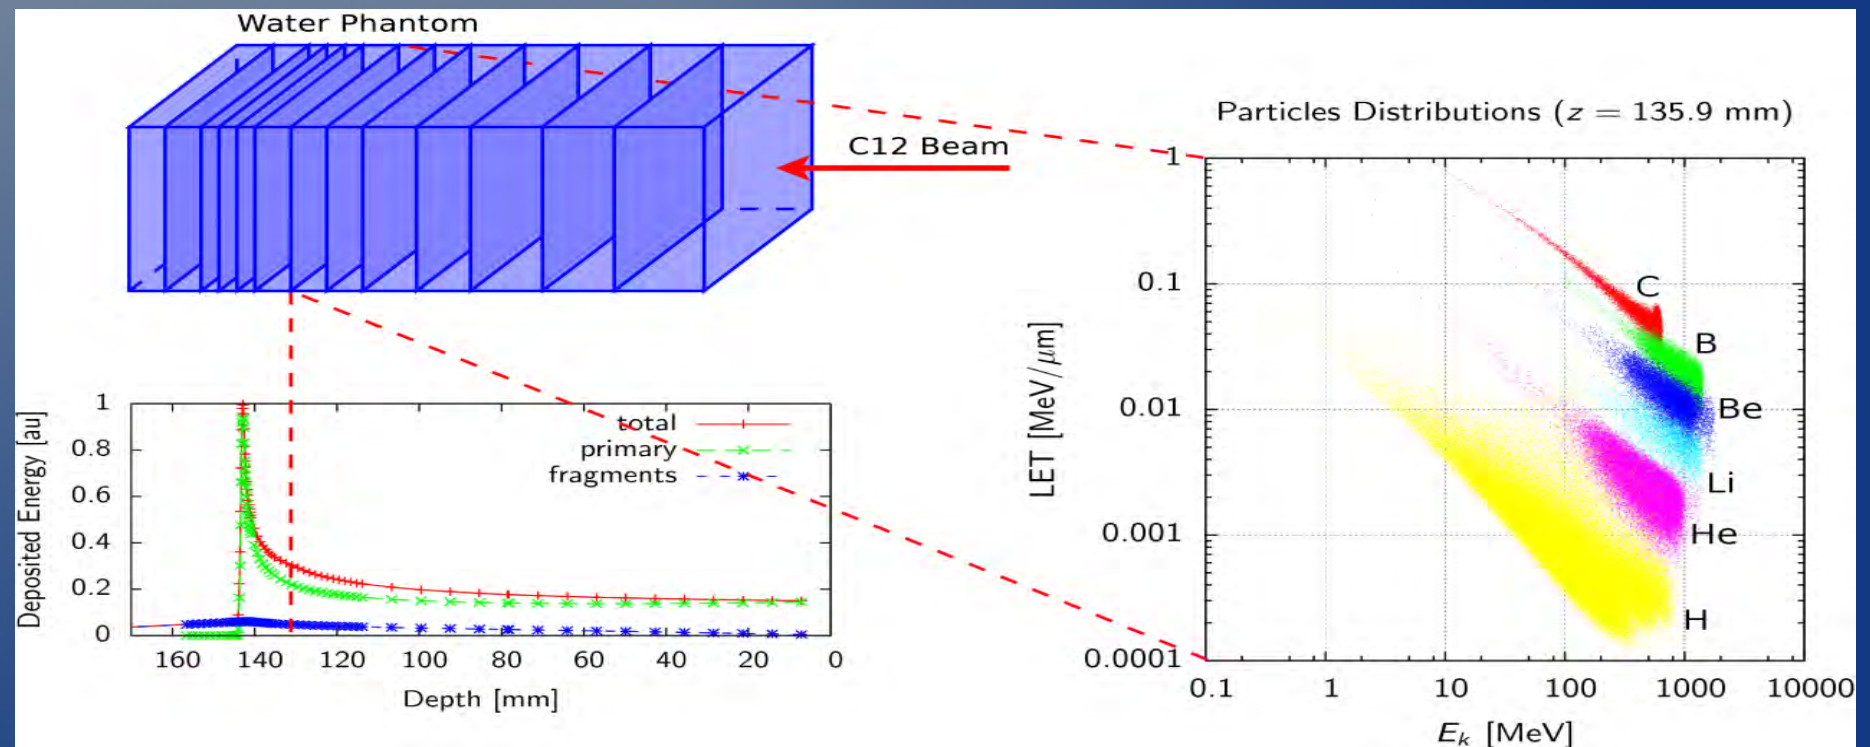 Water Phantom
C12 Beam
Particles Distributions (z = 135.9 mm)
1
0.1
0.01
0.001
0.0001
LET [MeV/μm]
C
B
Be
Li
He
H
0.1 1 10 100 1000 10000
E_k [MeV]
Deposited Energy [au]
1
0.8
0.6
0.4
0.2
0
total
primary
fragments
160 140 120 100 80 60 40 20 0
Depth [mm]